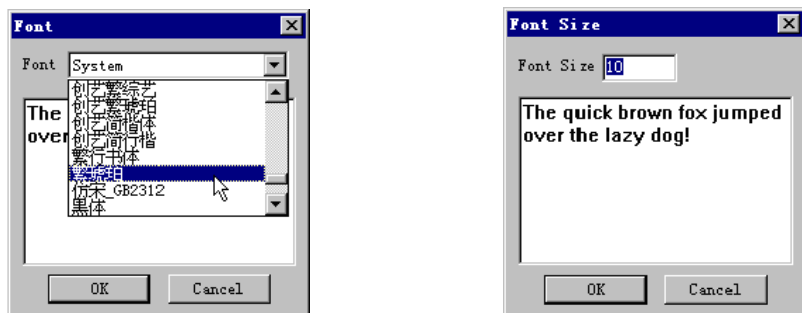 Font
Font System
创艺繁综艺
创艺繁琥珀
创艺简楷体
创艺简行楷
繁行书体
繁琥珀
仿宋_GB2312
黑体
The
over
OK Cancel
Font Size
Font Size 10
The quick brown fox jumped
over the lazy dog!
OK Cancel